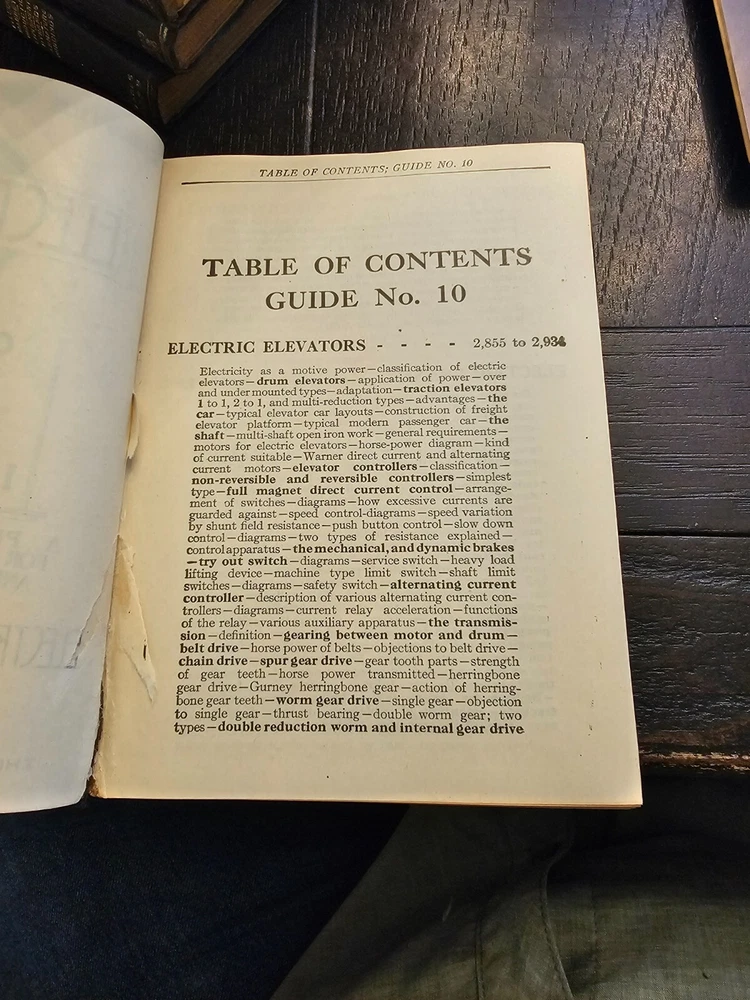 TABLE OF CONTENTS; GUIDE NO. 10
TABLE OF CONTENTS
GUIDE No. 10
ELECTRIC ELEVATORS - - - - 2,855 to 2,934
Electricity as a motive power—classification of electric
elevators—drum elevators—application of power—over
and under mounted types—adaptation—traction elevators
1 to 1, 2 to 1, and multi-reduction types—advantages—the
car—typical elevator car layouts—construction of freight
elevator platform—typical modern passenger car—the
shaft—multi-shaft open iron work—general requirements—
motors for electric elevators—horse-power diagram—kind
of current suitable—Warner direct current and alternating
current motors—elevator controllers—classification—
non-reversible and reversible controllers—simplest
type—full magnet direct current control—arrange-
ment of switches—diagrams—how excessive currents are
guarded against—speed control-diagrams—speed variation
by shunt field resistance—push button control—slow down
control—diagrams—two types of resistance explained—
control apparatus—the mechanical, and dynamic brakes
—try out switch—diagrams—service switch—heavy load
lifting device—machine type limit switch—shaft limit
switches—diagrams—safety switch—alternating current
controller—description of various alternating current con-
trollers—diagrams—current relay acceleration—functions
of the relay—various auxiliary apparatus—the transmis-
sion—definition—gearing between motor and drum—
belt drive—horse power of belts—objections to belt drive—
chain drive—spur gear drive—gear tooth parts—strength
of gear teeth—horse power transmitted—herringbone
gear drive—Gurney herringbone gear—action of herring-
bone gear teeth—worm gear drive—single gear—objection
to single gear—thrust bearing—double worm gear; two
types—double reduction worm and internal gear drive